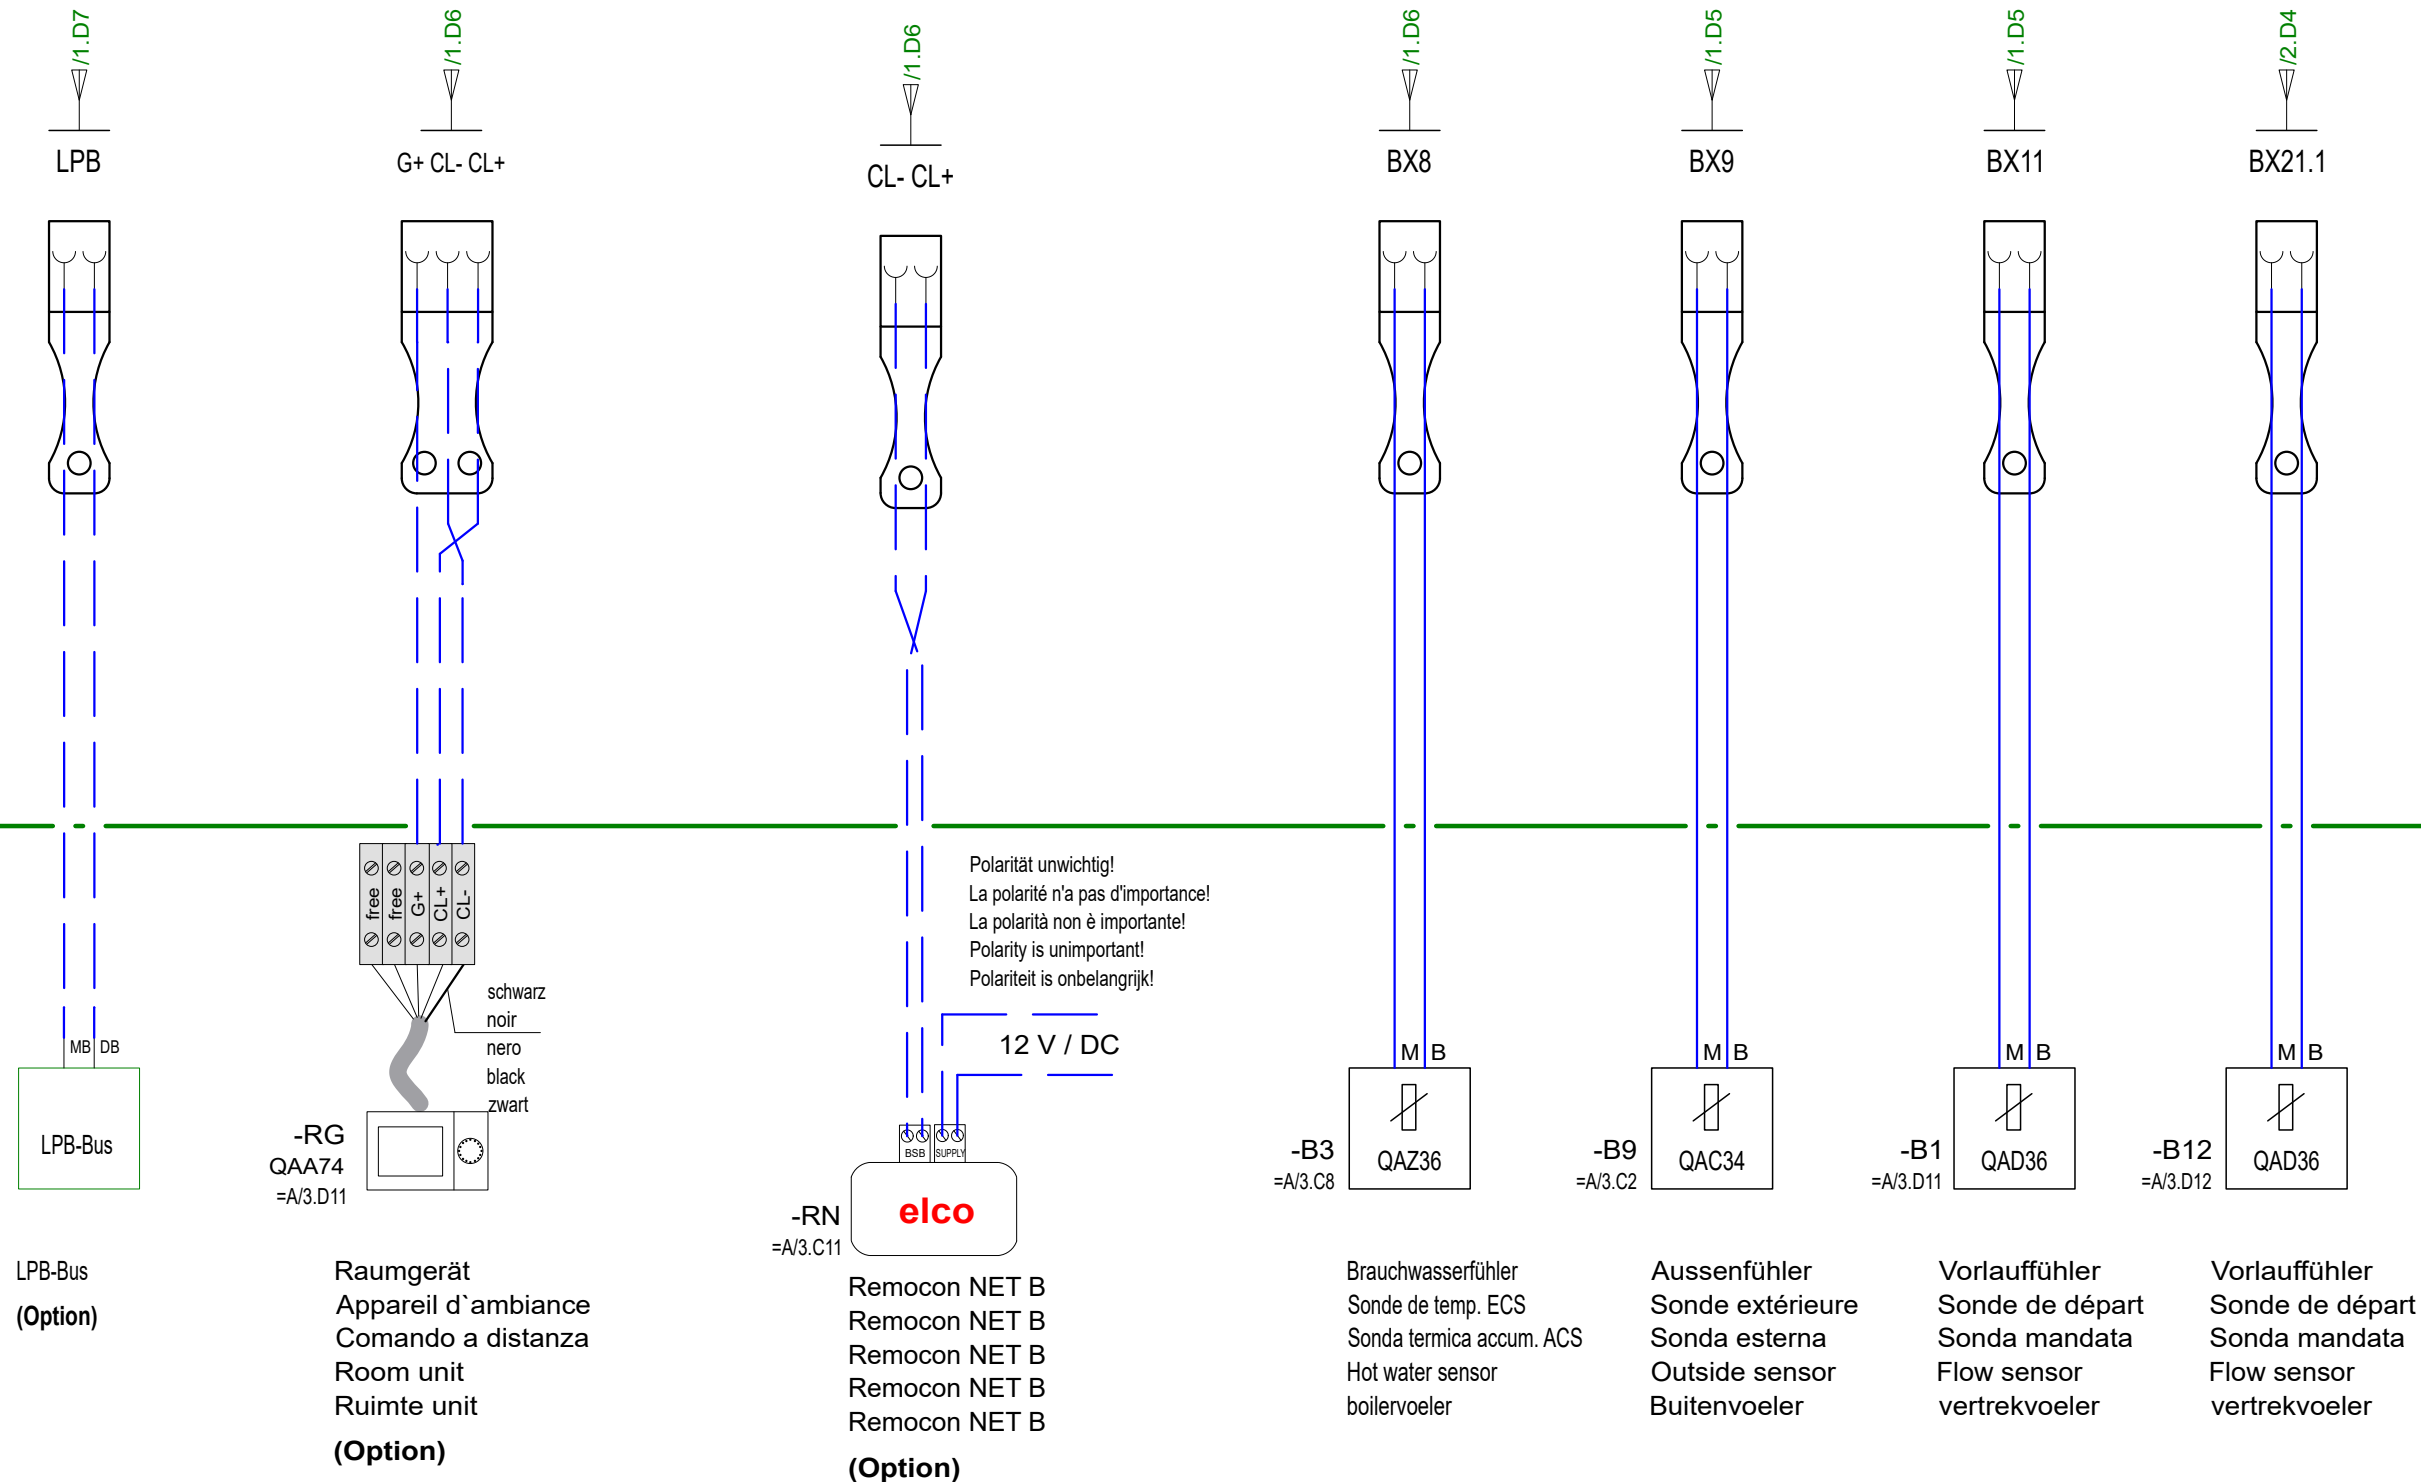 /1.D7
/1.D6
/1.D6
/1.D6
/1.D5
/1.D5
/2.D4
LPB
G+ CL- CL+
CL- CL+
BX8
BX9
BX11
BX21.1
free
free
G+
CL+
CL-
Polarität unwichtig!
La polarité n'a pas d'importance!
La polarità non è importante!
Polarity is unimportant!
Polariteit is onbelangrijk!
schwarz
noir
nero
black
zwart
12 V / DC
MB DB
LPB-Bus
-RG
QAA74
=A/3.D11
BSB
SUPPLY
elco
-RN
=A/3.C11
M B
QAZ36
-B3
=A/3.C8
M B
QAC34
-B9
=A/3.C2
M B
QAD36
-B1
=A/3.D11
M B
QAD36
-B12
=A/3.D12
LPB-Bus
(Option)
Raumgerät
Appareil d`ambiance
Comando a distanza
Room unit
Ruimte unit
(Option)
Remocon NET B
Remocon NET B
Remocon NET B
Remocon NET B
Remocon NET B
(Option)
Brauchwasserfühler
Sonde de temp. ECS
Sonda termica accum. ACS
Hot water sensor
boilervoeler
Aussenfühler
Sonde extérieure
Sonda esterna
Outside sensor
Buitenvoeler
Vorlauffühler
Sonde de départ
Sonda mandata
Flow sensor
vertrekvoeler
Vorlauffühler
Sonde de départ
Sonda mandata
Flow sensor
vertrekvoeler